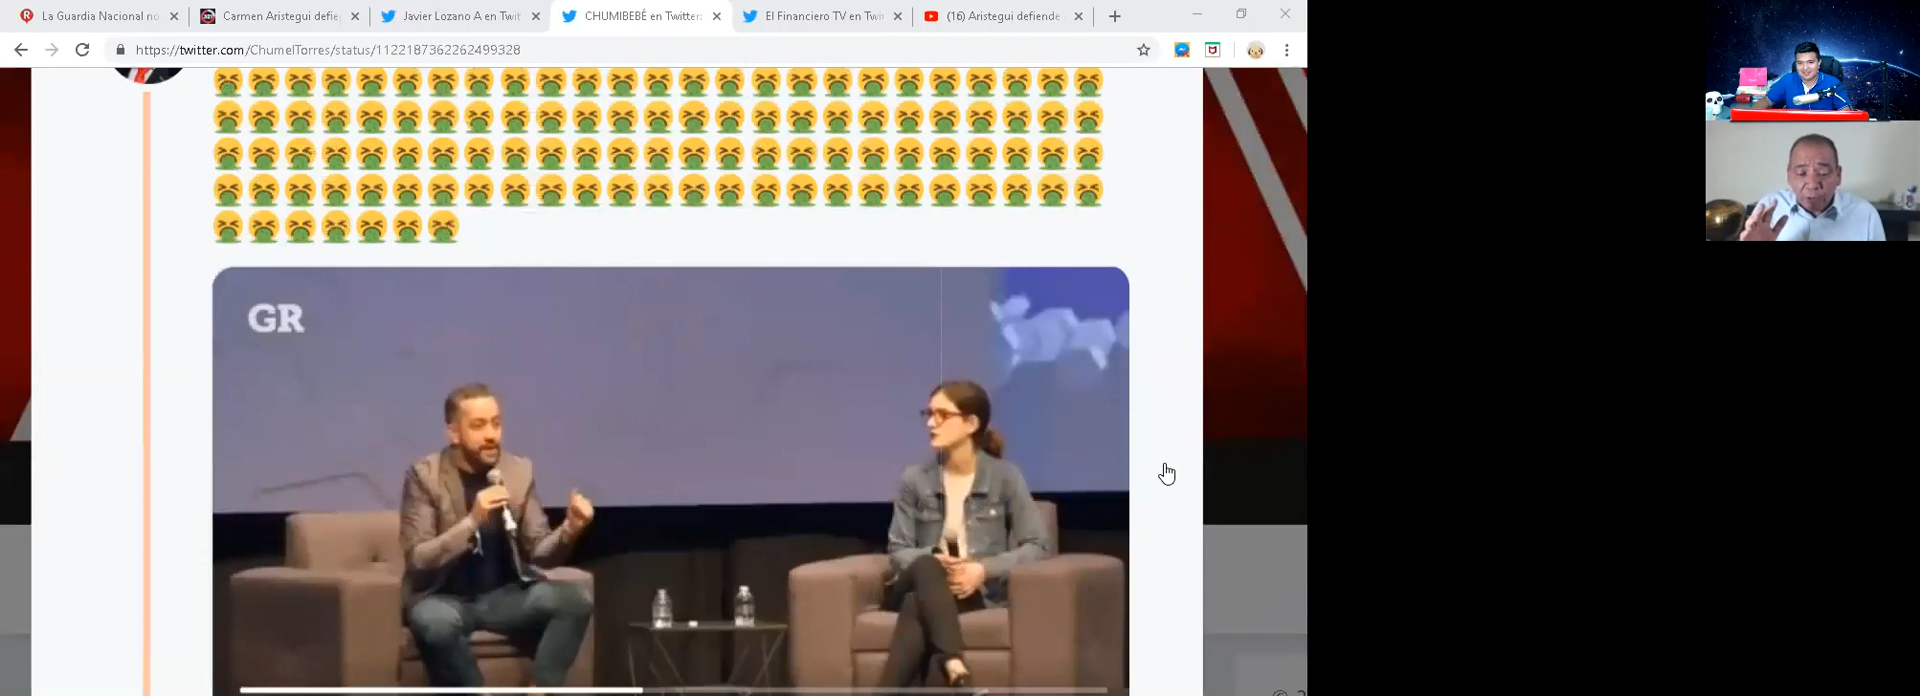 La Guardia Nacional no
Carmen Aristegui defie
Javier Lozano A en Twit
CHUMIBEBÉ en Twitter:
El Financiero TV en Twi
(16) Aristegui defiende
https://twitter.com/ChumelTorres/status/1122187362262499328
GR